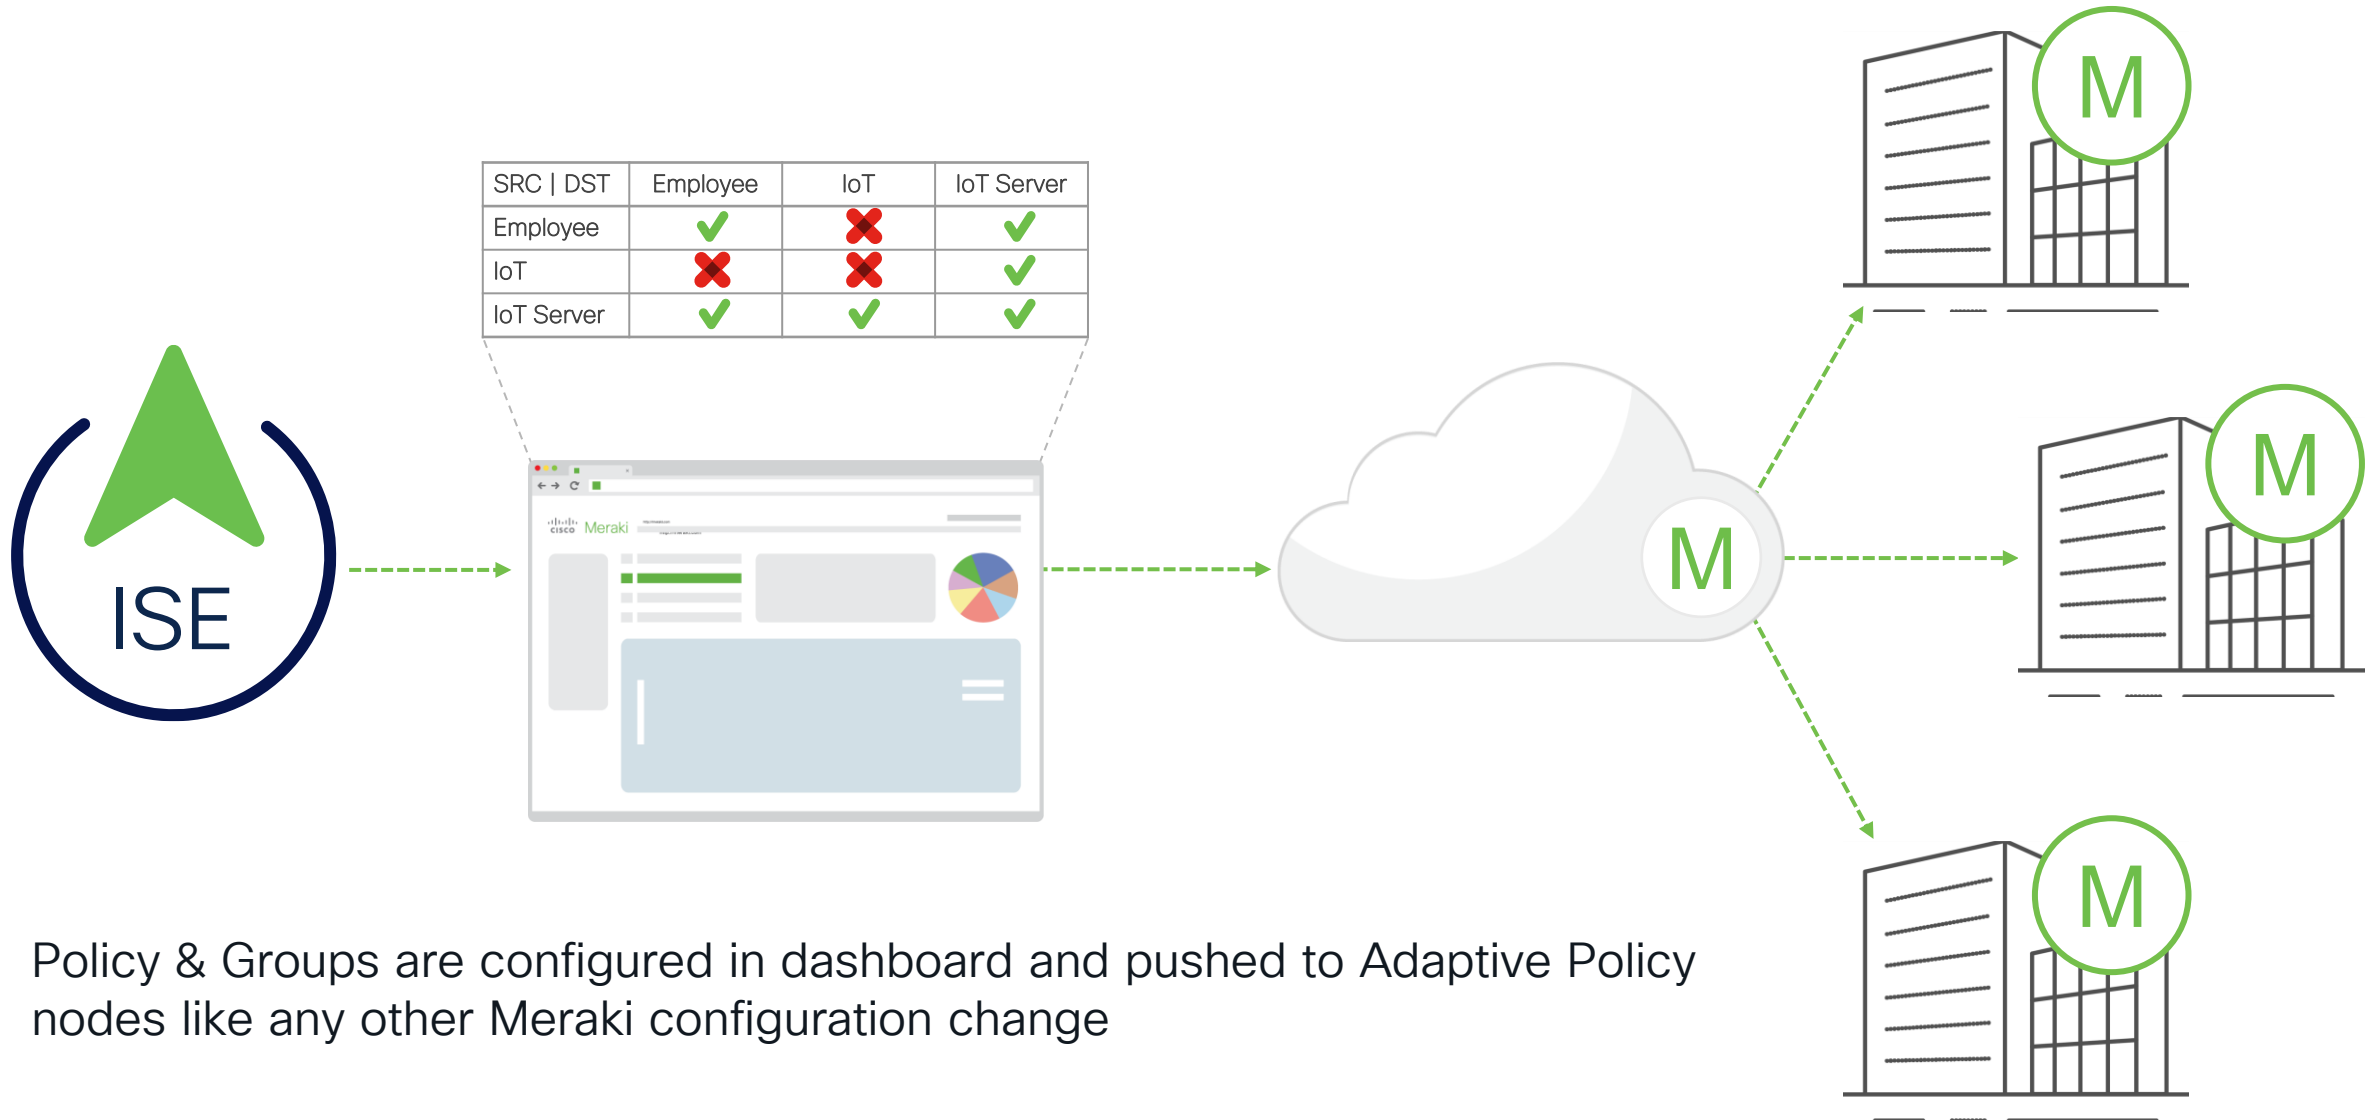 SRC | DST Employee IoT IoT Server
Employee
IoT
IoT Server
ISE
CISCO Meraki
M
M
M
M
Policy & Groups are configured in dashboard and pushed to Adaptive Policy
nodes like any other Meraki configuration change